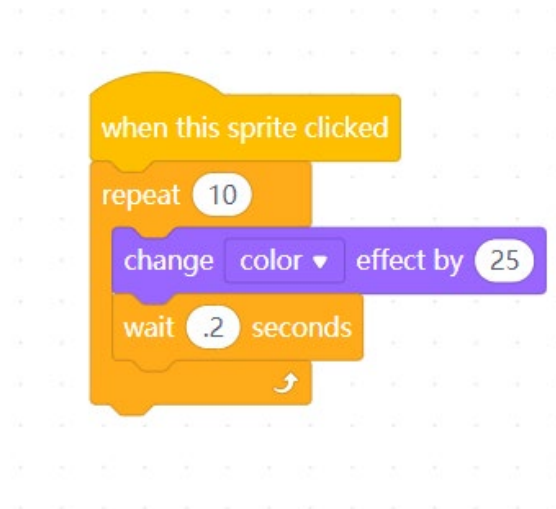 when this sprite clicked
repeat 10
change color ▼ effect by 25
wait .2 seconds